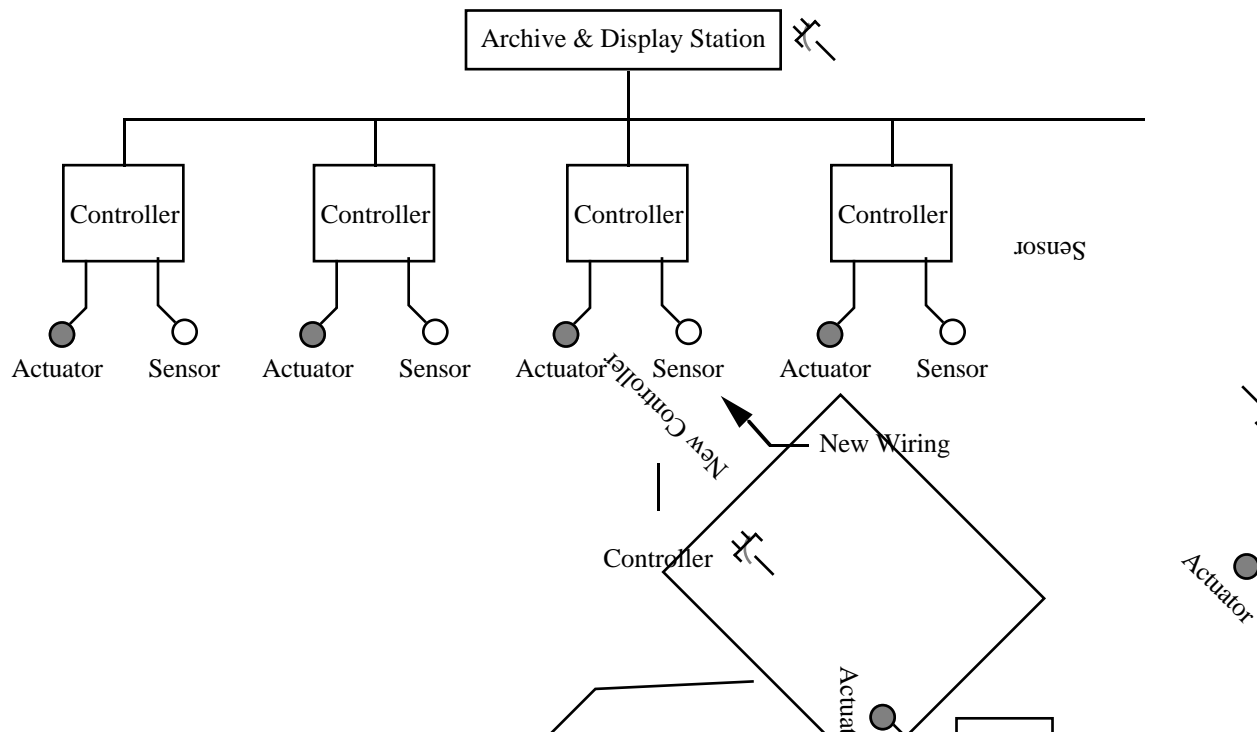 Archive & Display Station
Controller
Controller
Controller
Controller
Sensor
Actuator
Sensor
Actuator
Sensor
Actuator
Sensor
Actuator
Sensor
New Controller
New Wiring
Controller
Actuator
Actuat